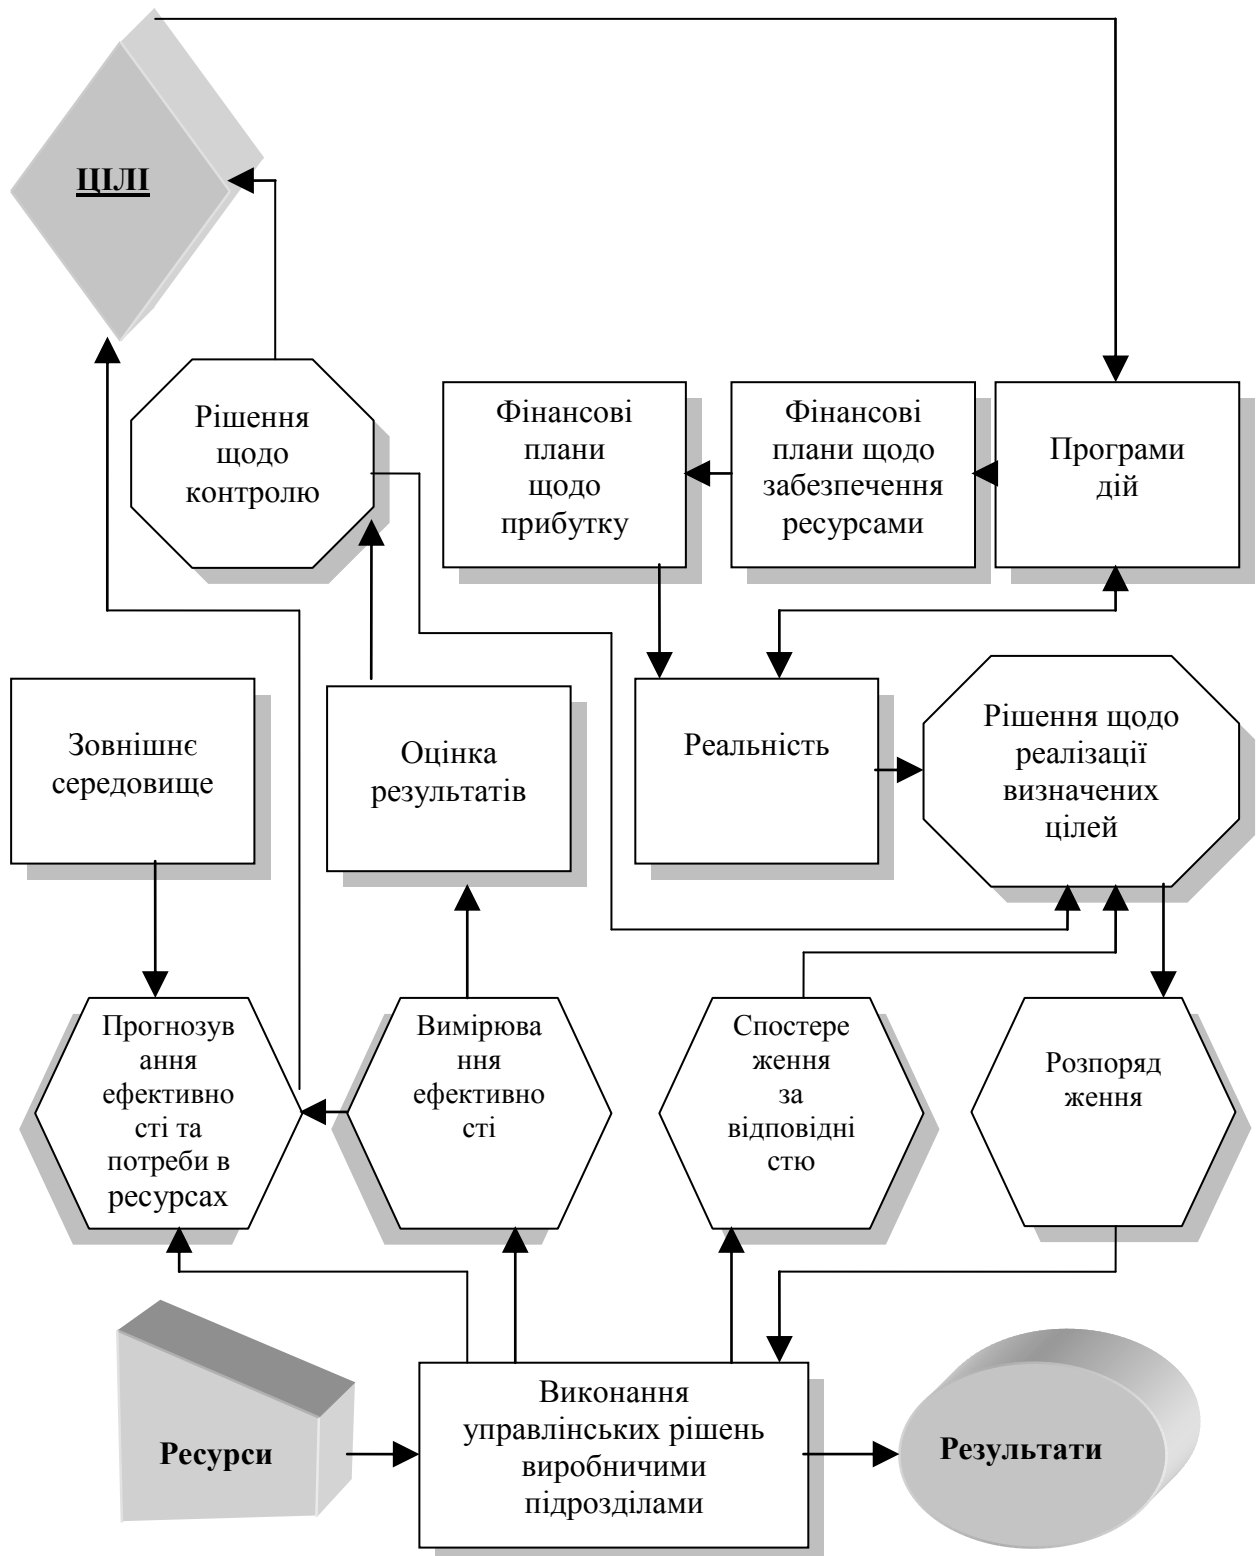 ЦІЛІ
Рішення
щодо
контролю
Фінансові
плани
щодо
прибутку
Фінансові
плани щодо
забезпечення
ресурсами
Програми
дій
Зовнішнє
середовище
Оцінка
результатів
Реальність
Рішення щодо
реалізації
визначених
цілей
Прогнозув
ання
ефективно
сті та
потреби в
ресурсах
Вимірюва
ння
ефективно
сті
Спостере
ження
за
відповідні
стю
Розпоряд
ження
Ресурси
Виконання
управлінських рішень
виробничими
підрозділами
Результати